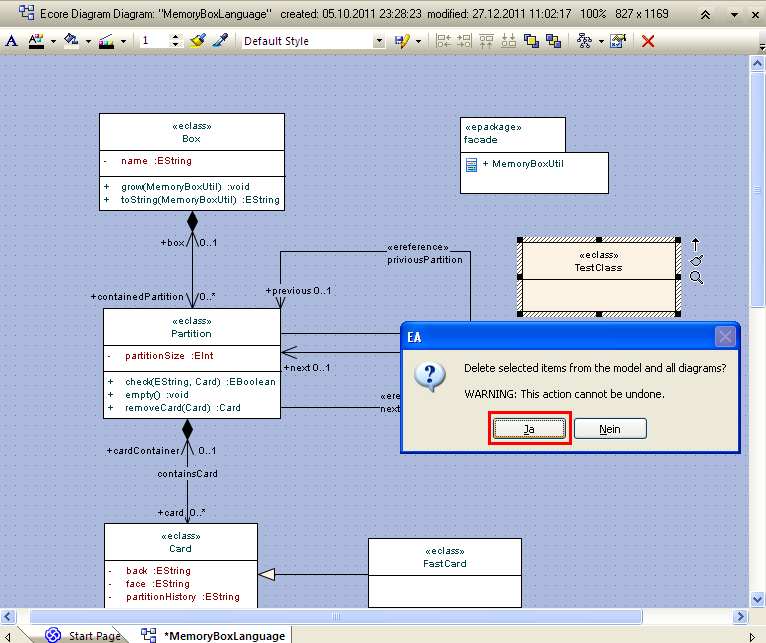 Ecore Diagram Diagram: "MemoryBoxLanguage" created: 05.10.2011 23:28:23 modified: 27.12.2011 11:02:17 100% 827 x 1169
A A 1 Default Style
«eclass»
Box
- name :EString
+ grow(MemoryBoxUtil) :void
+ toString(MemoryBoxUtil) :EString
«epackage»
facade
+ MemoryBoxUtil
+box 0..1
«ereference»
priviousPartition
«eclass»
TestClass
+containedPartition 0..*
+previous 0..1
«eclass»
Partition
- partitionSize :EInt
+ check(EString, Card) :EBoolean
+ empty() :void
+ removeCard(Card) :Card
+next 0..1
«ere
next
EA
Delete selected items from the model and all diagrams?
WARNING: This action cannot be undone.
Ja Nein
+cardContainer 0..1
containsCard
+card 0..*
«eclass»
Card
- back :EString
- face :EString
- partitionHistory :EString
«eclass»
FastCard
Start Page *MemoryBoxLanguage